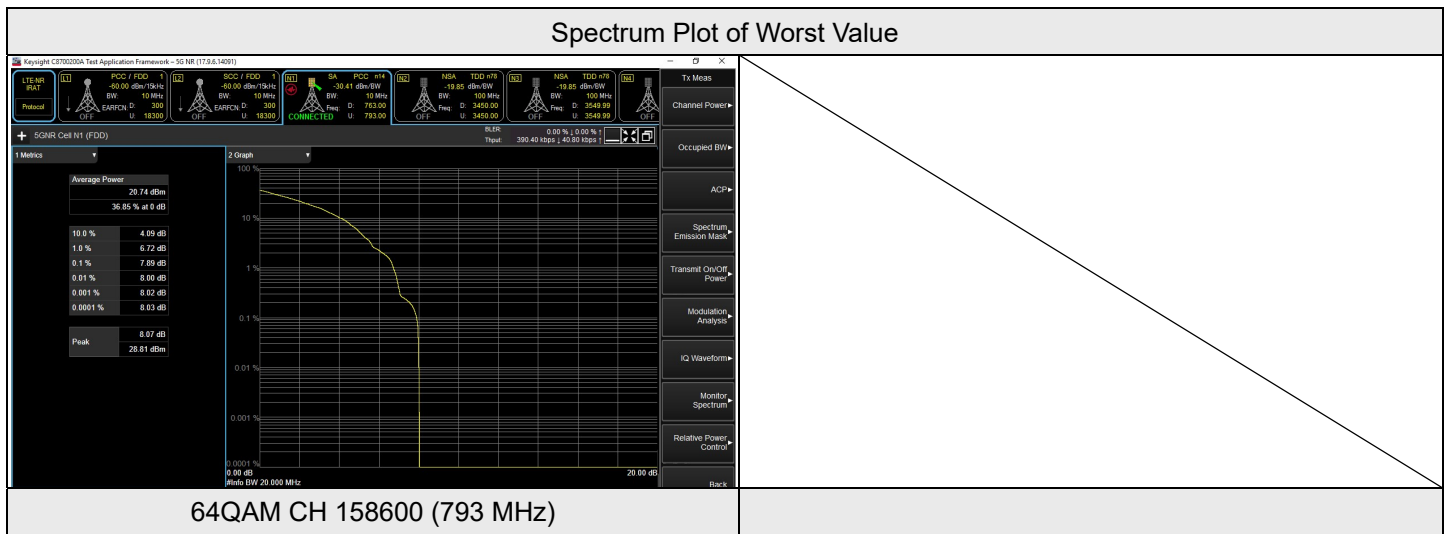 Spectrum Plot of Worst Value
Keysight C8700200A Test Application Framework – 5G NR (17.9.6.14091)
LTE-NR IRAT
Protocol
L1 PCC / FDD 1
-60.00 dBm/15kHz
BW: 10 MHz
EARFCN: D: 300
OFF U: 18300
L2 SCC / FDD 1
-60.00 dBm/15kHz
BW: 10 MHz
EARFCN: D: 300
OFF U: 18300
N1 SA PCC n14
-30.41 dBm/BW
BW: 10 MHz
Freq: D: 763.00
CONNECTED U: 793.00
N2 NSA TDD n78
-19.85 dBm/BW
BW: 100 MHz
Freq: D: 3450.00
OFF U: 3450.00
N3 NSA TDD n78
-19.85 dBm/BW
BW: 100 MHz
Freq: D: 3549.99
OFF U: 3549.99
N4
OFF
+ 5GNR Cell N1 (FDD)
BLER: 0.00 % ↓ 0.00 % ↑
Thput: 390.40 kbps ↓ 40.80 kbps ↑
1 Metrics
Average Power
20.74 dBm
36.85 % at 0 dB
10.0 % 4.09 dB
1.0 % 6.72 dB
0.1 % 7.89 dB
0.01 % 8.00 dB
0.001 % 8.02 dB
0.0001 % 8.03 dB
Peak 8.07 dB
28.81 dBm
2 Graph
100 %
10 %
1 %
0.1 %
0.01 %
0.001 %
0.0001 %
0.00 dB 20.00 dB
#Info BW 20.000 MHz
Tx Meas
Channel Power
Occupied BW
ACP
Spectrum
Emission Mask
Transmit On/Off
Power
Modulation
Analysis
IQ Waveform
Monitor
Spectrum
Relative Power
Control
Back
64QAM CH 158600 (793 MHz)